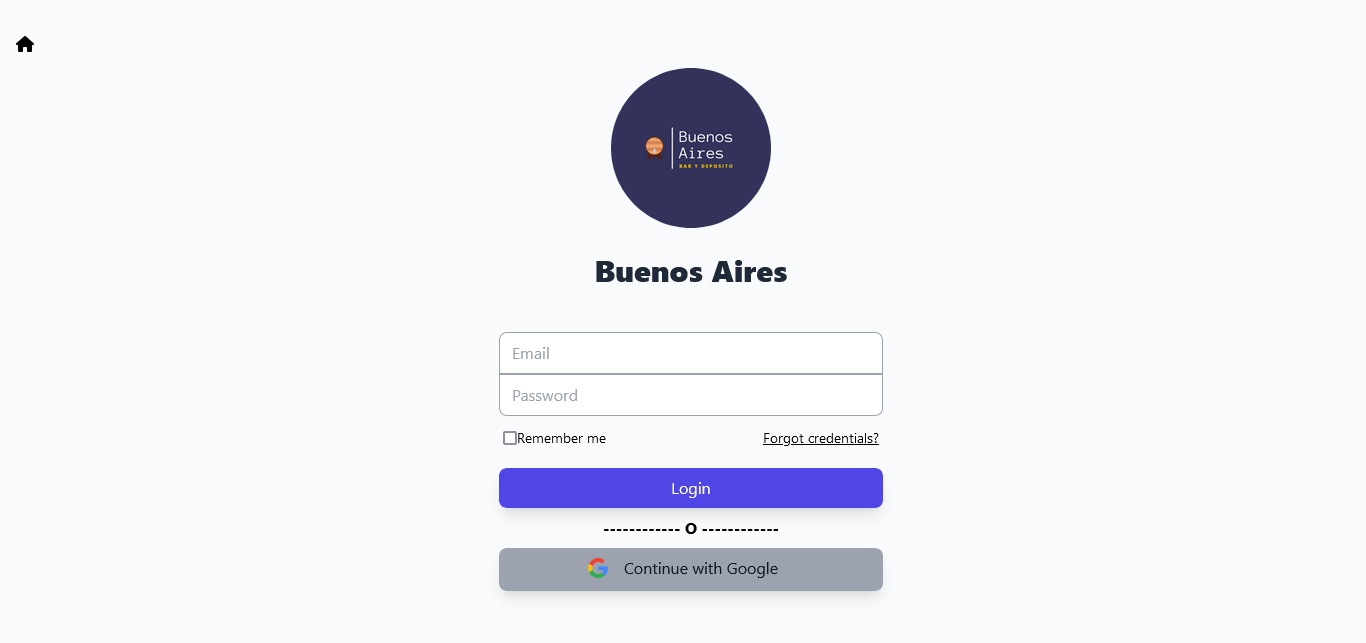 Buenos
Aires
BAR Y DEPOSITO
Buenos Aires
Email
Password
Remember me
Forgot credentials?
Login
------------ O ------------
Continue with Google